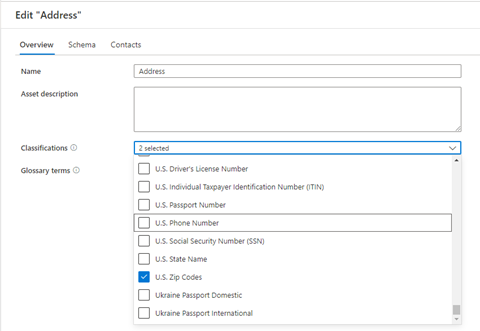 Edit "Address"
Overview Schema Contacts
Name Address
Asset description
Classifications 2 selected
Glossary terms
U.S. Driver's License Number
U.S. Individual Taxpayer Identification Number (ITIN)
U.S. Passport Number
U.S. Phone Number
U.S. Social Security Number (SSN)
U.S. State Name
U.S. Zip Codes
Ukraine Passport Domestic
Ukraine Passport International